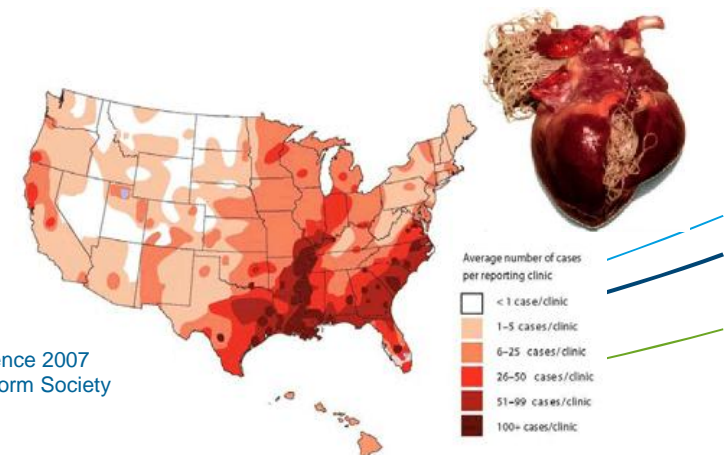 ence 2007
orm Society
Average number of cases
per reporting clinic
< 1 case/clinic
1–5 cases/clinic
6–25 cases/clinic
26–50 cases/clinic
51–99 cases/clinic
100+ cases/clinic